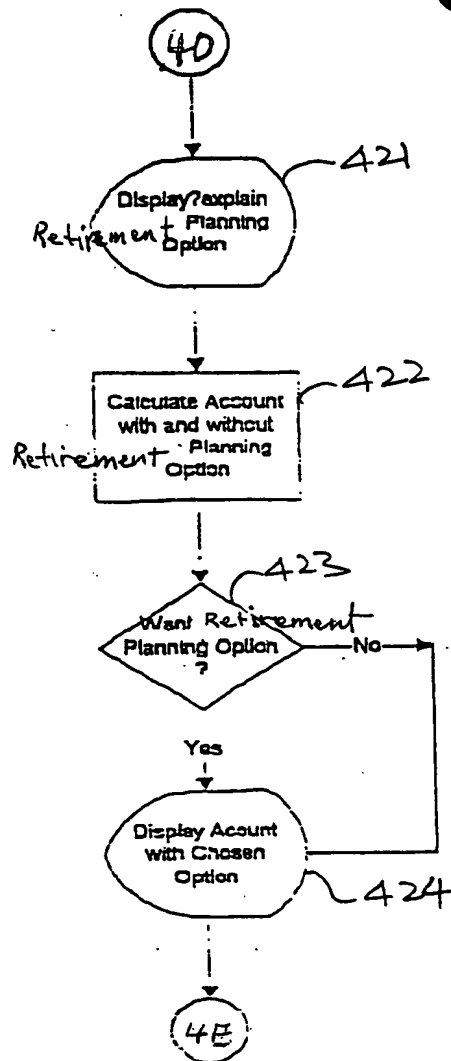 4D
421
Display?explain
Retirement Planning
Option
422
Calculate Account
with and without
Retirement Planning
Option
423
Want Retirement
Planning Option
?
No
Yes
Display Acount
with Chosen
Option
424
4E